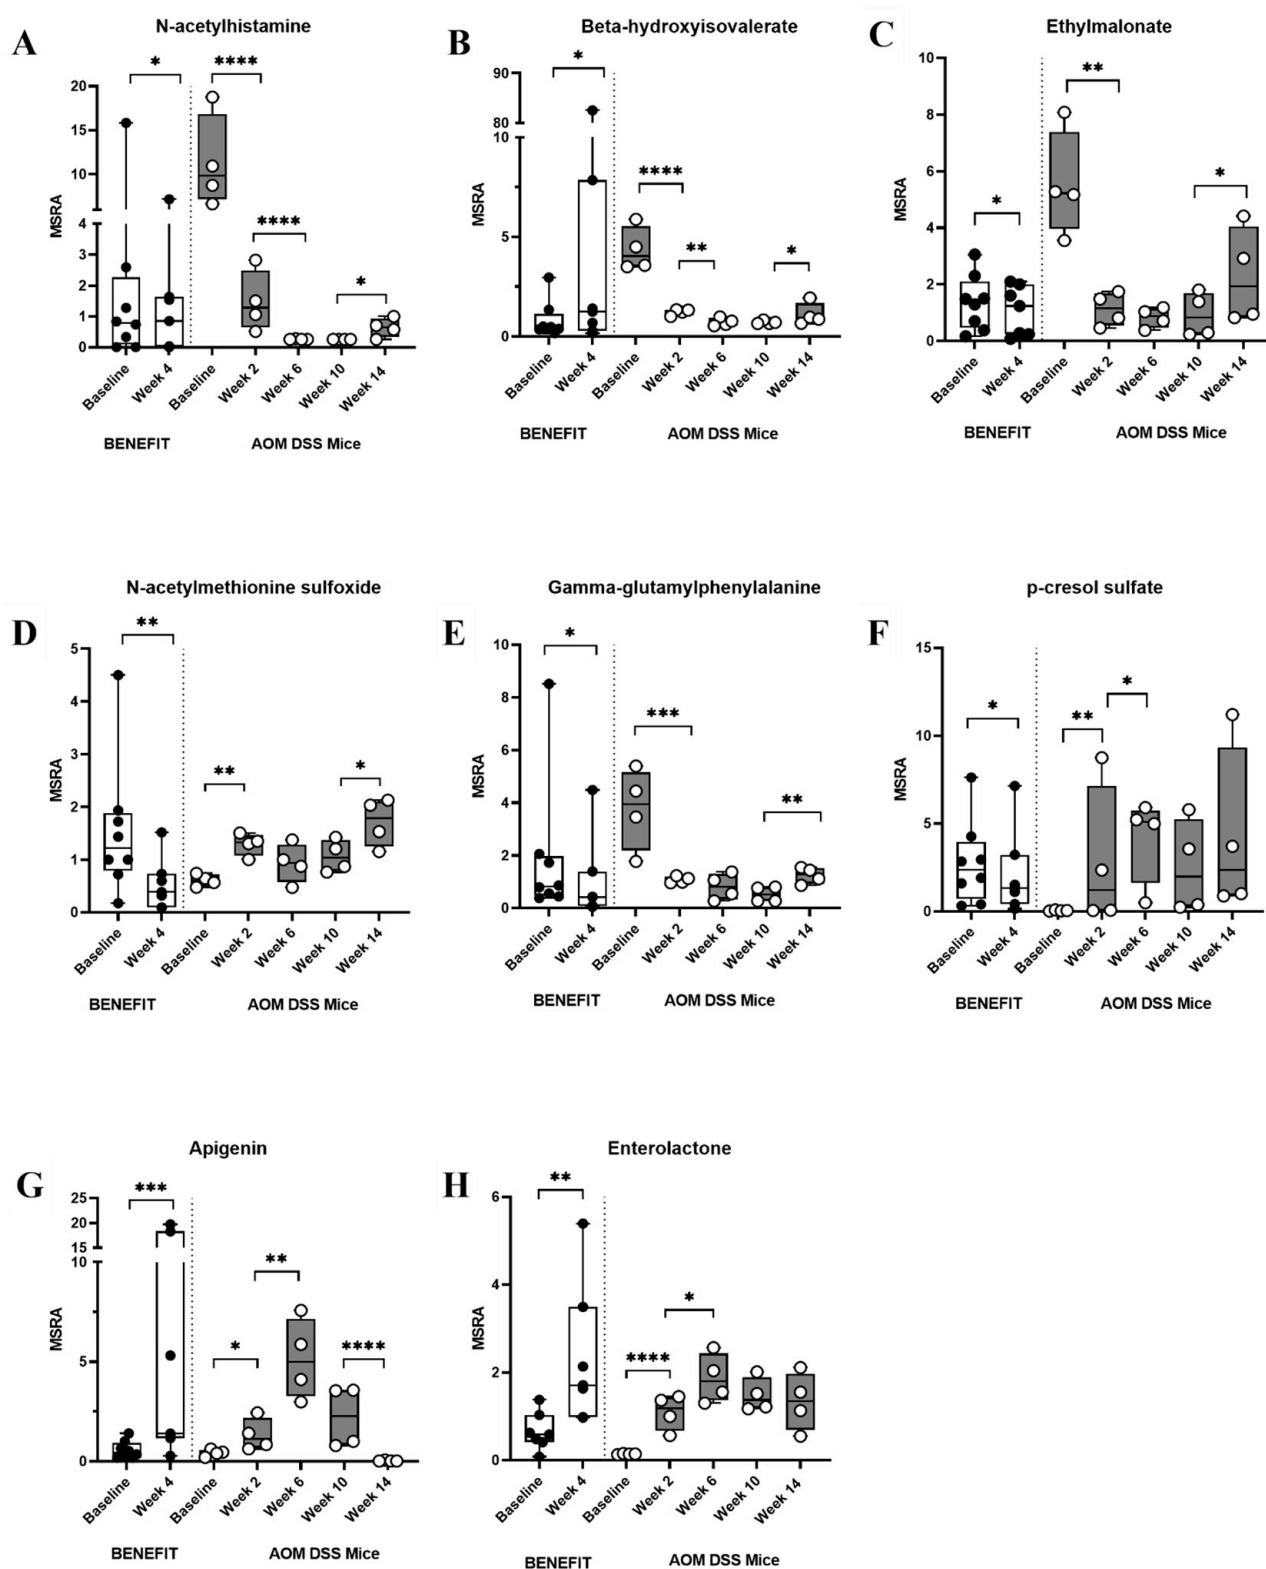 A
N-acetylhistamine
* ****
20
15
10
4
3
2
1
0
MSRA
****
*
Baseline Week 4 Baseline Week 2 Week 6 Week 10 Week 14
BENEFIT AOM DSS Mice
B
Beta-hydroxyisovalerate
*
90
80
10
5
0
MSRA
****
**
*
Baseline Week 4 Baseline Week 2 Week 6 Week 10 Week 14
BENEFIT AOM DSS Mice
C
Ethylmalonate
10
8
6
4
2
0
MSRA
**
*
*
Baseline Week 4 Baseline Week 2 Week 6 Week 10 Week 14
BENEFIT AOM DSS Mice
D
N-acetylmethionine sulfoxide
**
5
4
3
2
1
0
MSRA
**
*
Baseline Week 4 Baseline Week 2 Week 6 Week 10 Week 14
BENEFIT AOM DSS Mice
E
Gamma-glutamylphenylalanine
*
10
8
6
4
2
0
MSRA
***
**
Baseline Week 4 Baseline Week 2 Week 6 Week 10 Week 14
BENEFIT AOM DSS Mice
F
p-cresol sulfate
15
10
5
0
MSRA
*
**
*
Baseline Week 4 Baseline Week 2 Week 6 Week 10 Week 14
BENEFIT AOM DSS Mice
G
Apigenin
***
25
20
15
10
5
0
MSRA
**
*
****
Baseline Week 4 Baseline Week 2 Week 6 Week 10 Week 14
BENEFIT AOM DSS Mice
H
Enterolactone
**
6
4
2
0
MSRA
*
****
Baseline Week 4 Baseline Week 2 Week 6 Week 10 Week 14
BENEFIT AOM DSS Mice